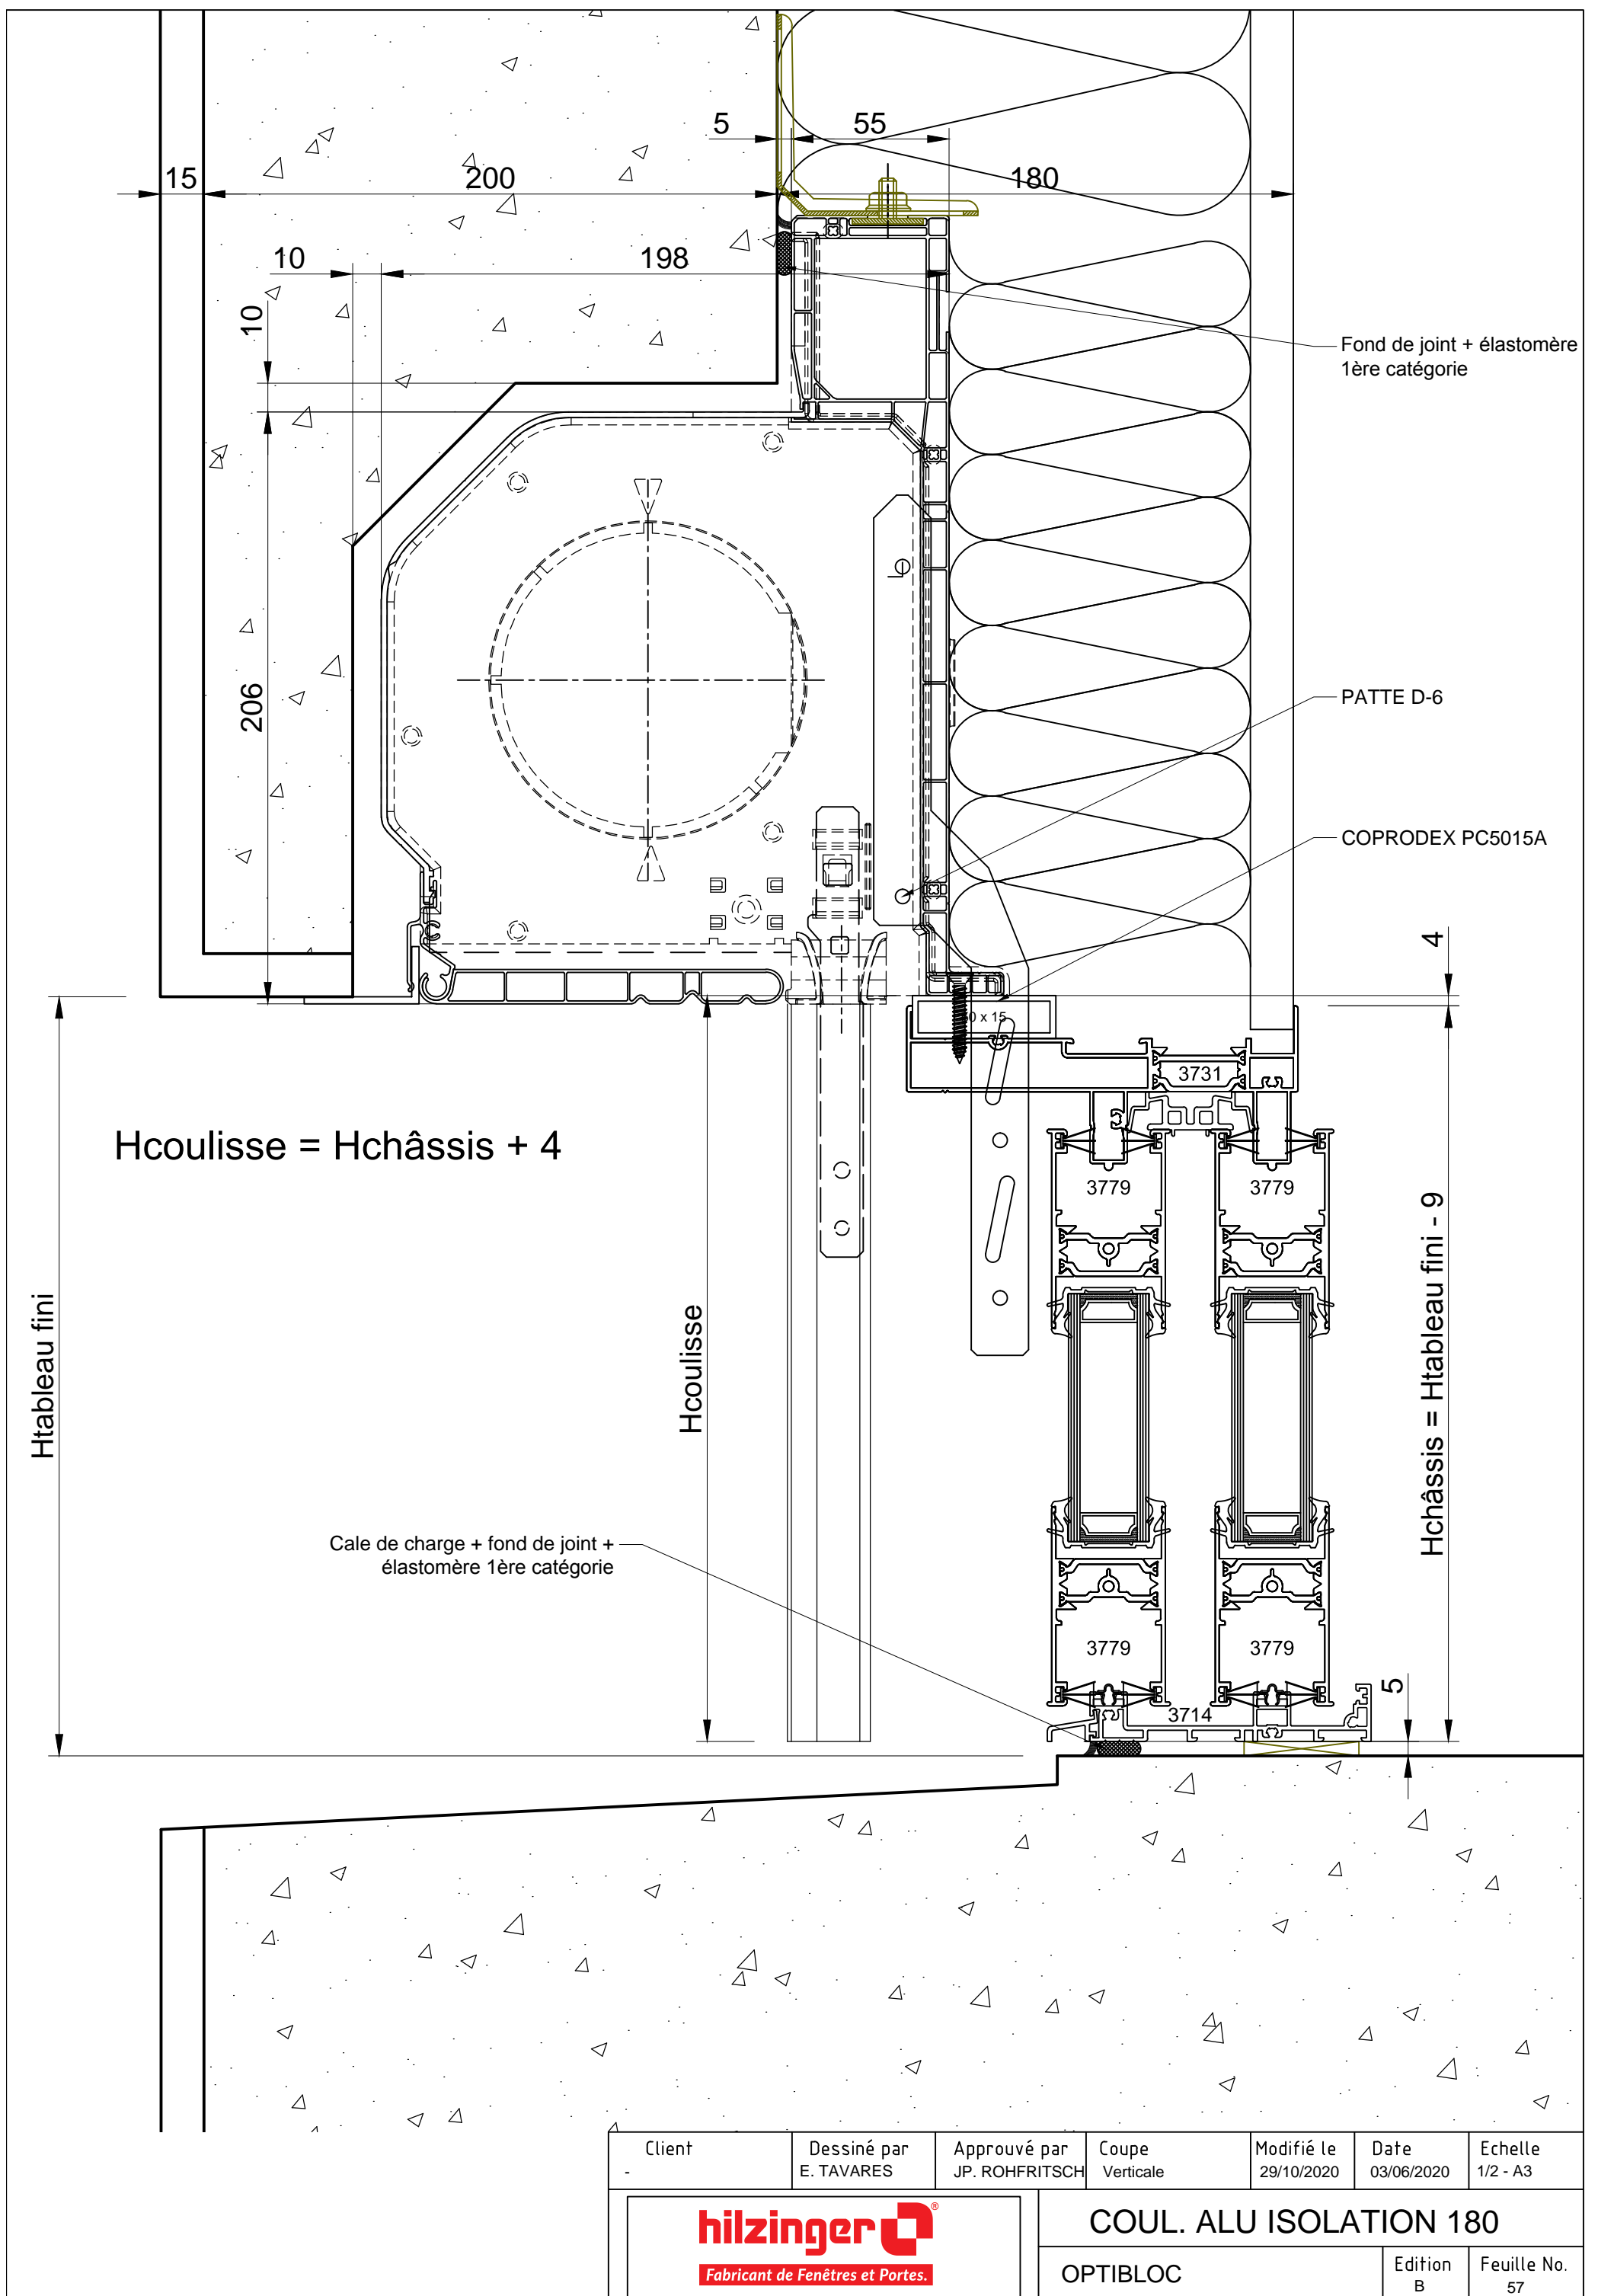 5
55
15
200
180
10
198
10
Fond de joint + élastomère
1ère catégorie
206
PATTE D-6
COPRODEX PC5015A
4
0 x 15
3731
Hcoulisse = Hchâssis + 4
3779
3779
Htableau fini
Hcoulisse
Hchâssis = Htableau fini - 9
Cale de charge + fond de joint +
élastomère 1ère catégorie
3779
3779
3714
5
Client
-
Dessiné par
E. TAVARES
Approuvé par
JP. ROHFRITSCH
Coupe
Verticale
Modifié le
29/10/2020
Date
03/06/2020
Echelle
1/2 - A3
hilzinger®
Fabricant de Fenêtres et Portes.
COUL. ALU ISOLATION 180
OPTIBLOC
Edition
B
Feuille No.
57